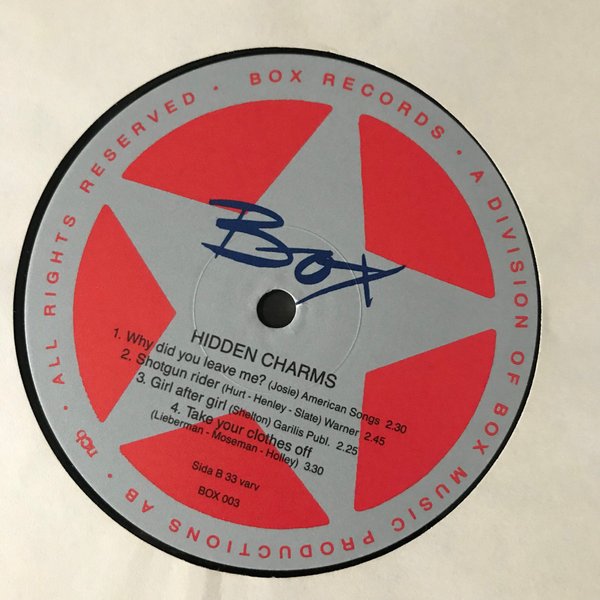 ALL RIGHTS RESERVED • BOX RECORDS • A DIVISION OF BOX MUSIC PRODUCTIONS AB • ncb •
Box
HIDDEN CHARMS
1. Why did you leave me? (Josie) American Songs 2.30
2. Shotgun rider (Hurt - Henley - Slate) Warner 2.45
3. Girl after girl (Shelton) Garilis Publ. 2.25
4. Take your clothes off
(Lieberman - Moseman - Holley) 3.30
Sida B 33 varv
BOX 003